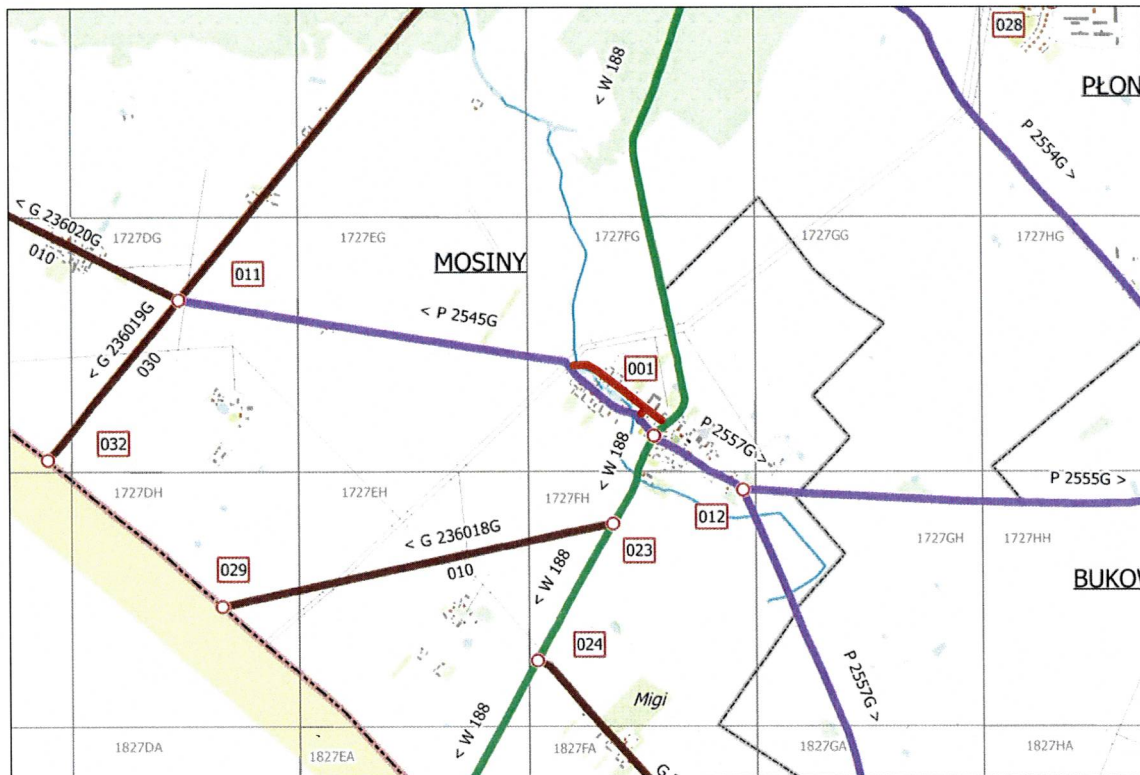 028
< W 188
PŁON
P 2554G >
< G 236020G
010
1727DG
1727EG
1727FG
1727GG
1727HG
MOSINY
011
< P 2545G
< G 236019G
030
001
P 2557G >
032
< W 188
P 2555G >
1727DH
1727EH
1727FH
012
< G 236018G
023
1727GH
1727HH
010
029
< W 188
BUKOW
024
P 2557G >
Migi
< W 188
1827DA
1827EA
1827FA
1827GA
1827HA
G